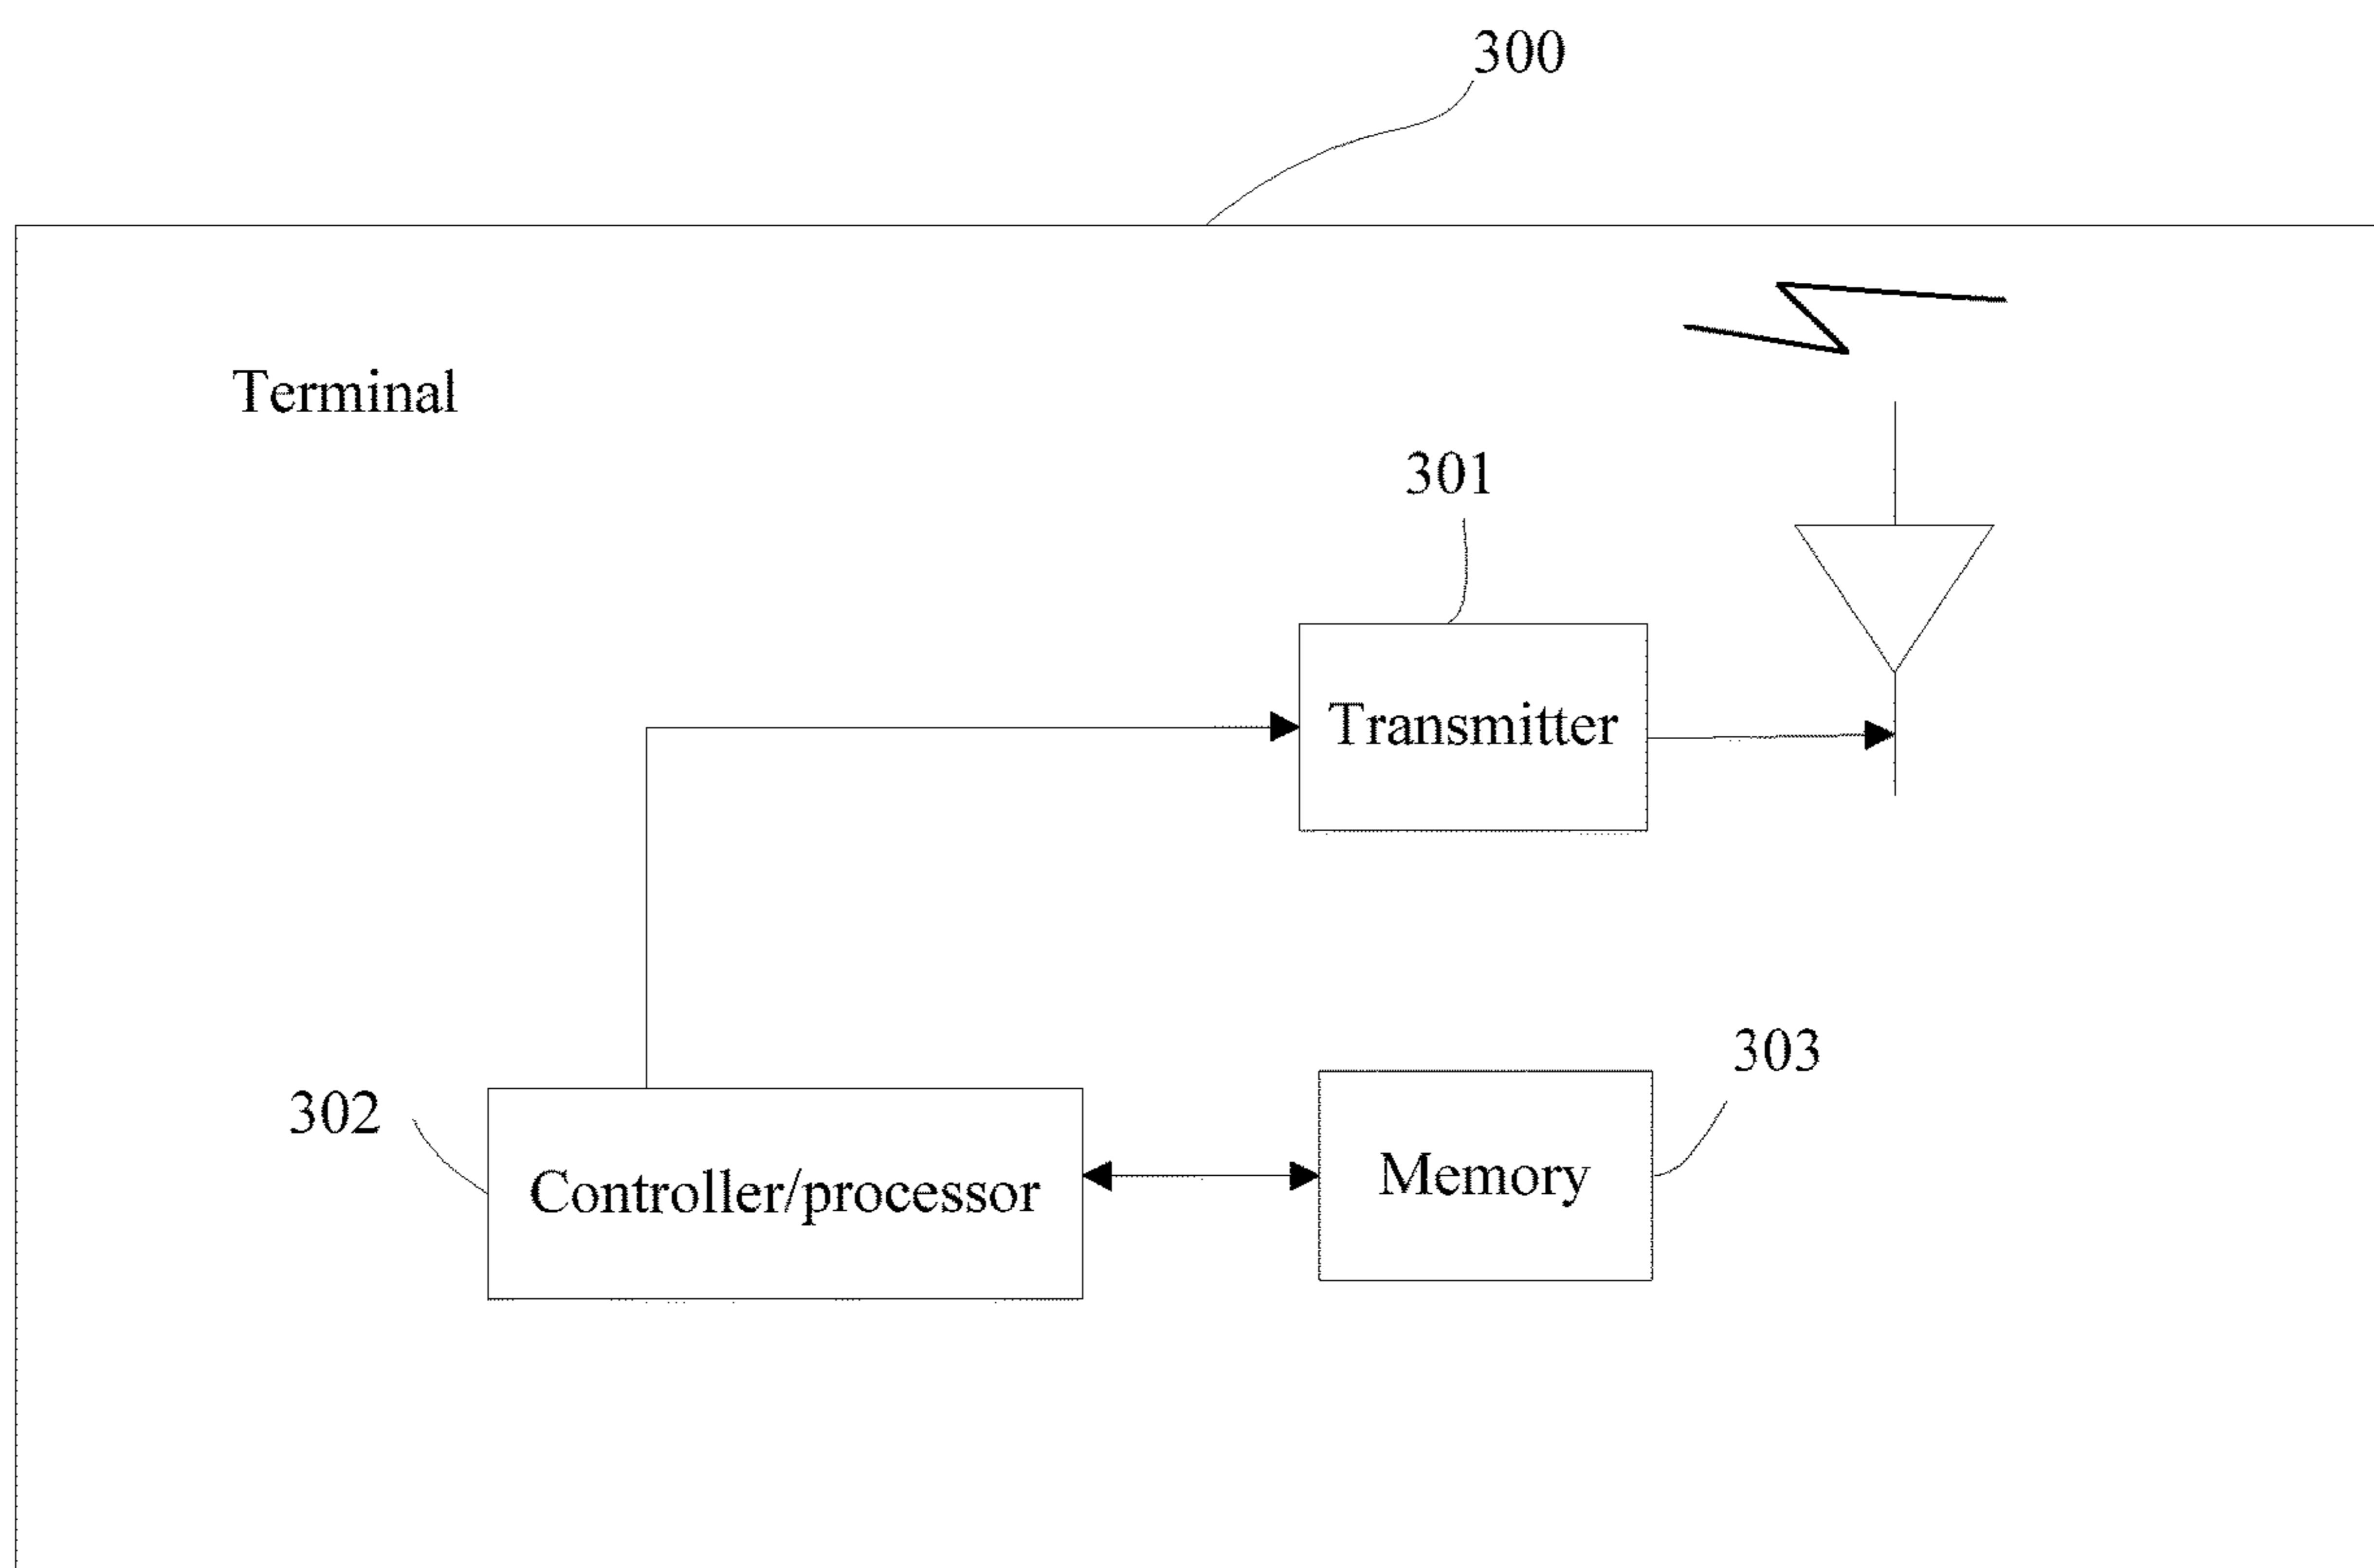 300
Terminal
301
Transmitter
303
302
Controller/processor
Memory